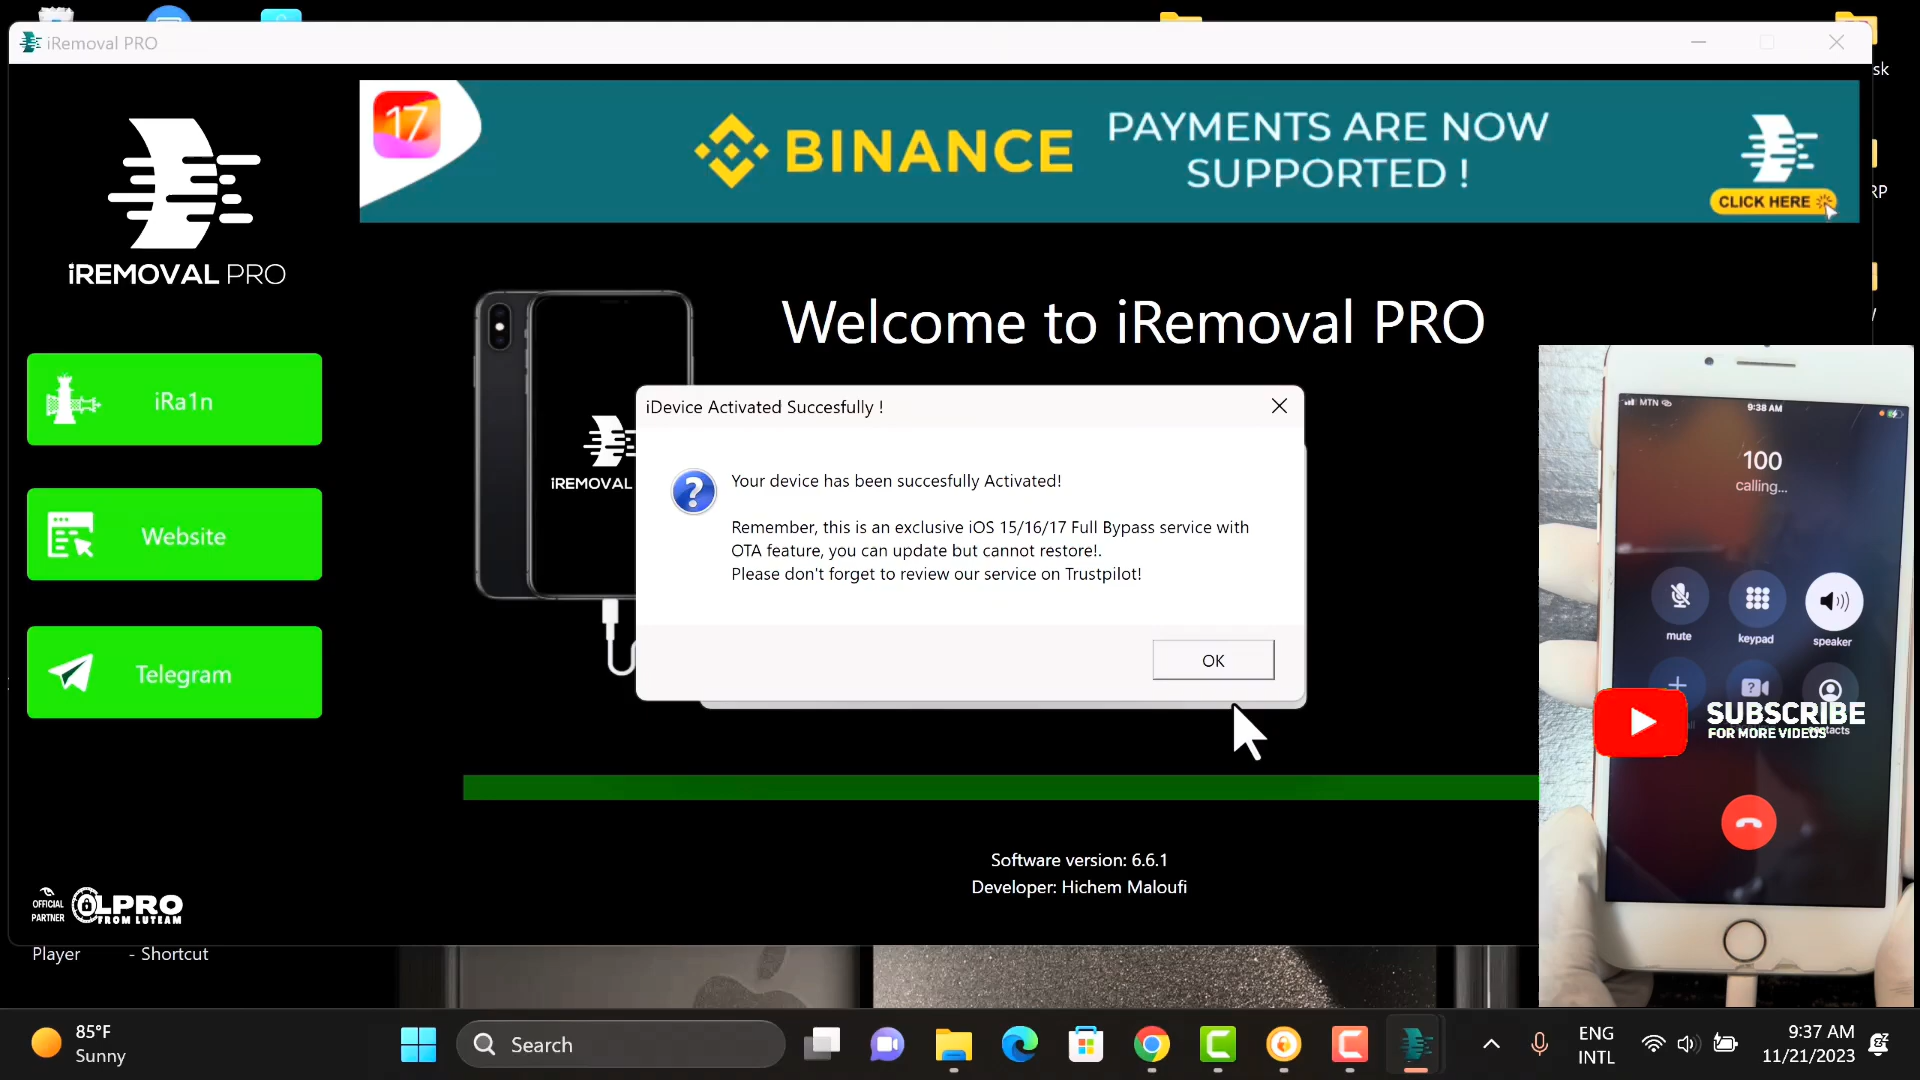 iRemoval PRO
sk
17
BINANCE
PAYMENTS ARE NOW
SUPPORTED !
CLICK HERE
RP
iREMOVAL PRO
Welcome to iRemoval PRO
iRa1n
Website
Telegram
iREMOVAL
iDevice Activated Succesfully !
Your device has been succesfully Activated!
Remember, this is an exclusive iOS 15/16/17 Full Bypass service with
OTA feature, you can update but cannot restore!.
Please don't forget to review our service on Trustpilot!
OK
MTN
9:38 AM
100
calling...
mute
keypad
speaker
contacts
SUBSCRIBE
FOR MORE VIDEOS
Software version: 6.6.1
Developer: Hichem Maloufi
OFFICIAL
PARTNER
LPRO
FROM LUTEAM
Player
- Shortcut
85°F
Sunny
Search
ENG
INTL
9:37 AM
11/21/2023